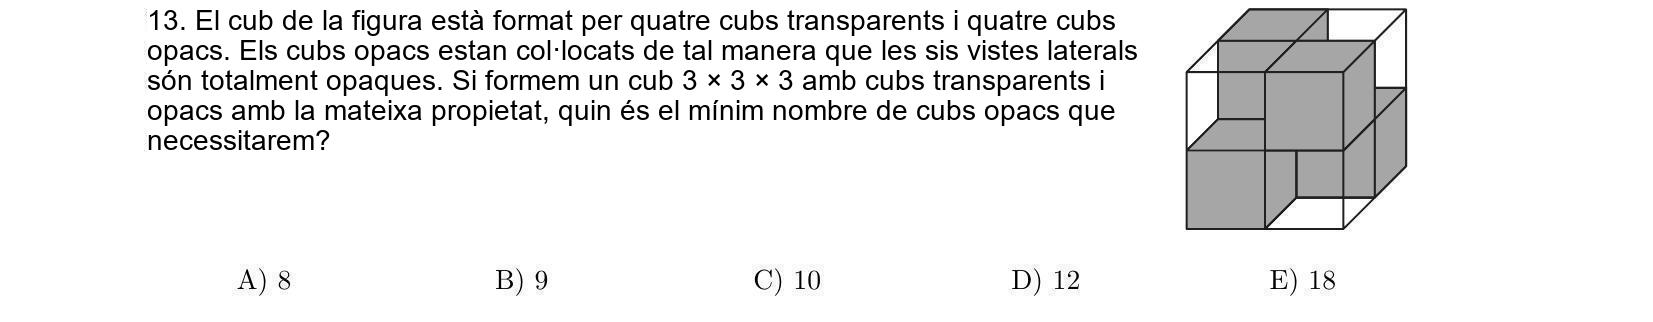 13. El cub de la figura està format per quatre cubs transparents i quatre cubs
opacs. Els cubs opacs estan col·locats de tal manera que les sis vistes laterals
són totalment opaques. Si formem un cub 3 × 3 × 3 amb cubs transparents i
opacs amb la mateixa propietat, quin és el mínim nombre de cubs opacs que
necessitarem?
A) 8 B) 9 C) 10 D) 12 E) 18